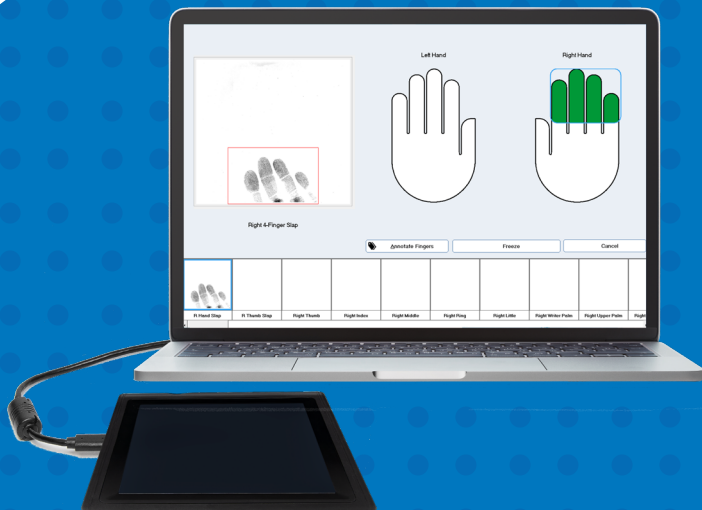 Left Hand
Right Hand
Right 4-Finger Slap
Annotate Fingers
Freeze
Cancel
R Hand Slap
R Thumb Slap
Right Thumb
Right Index
Right Middle
Right Ring
Right Little
Right Writer Palm
Right Upper Palm
Right